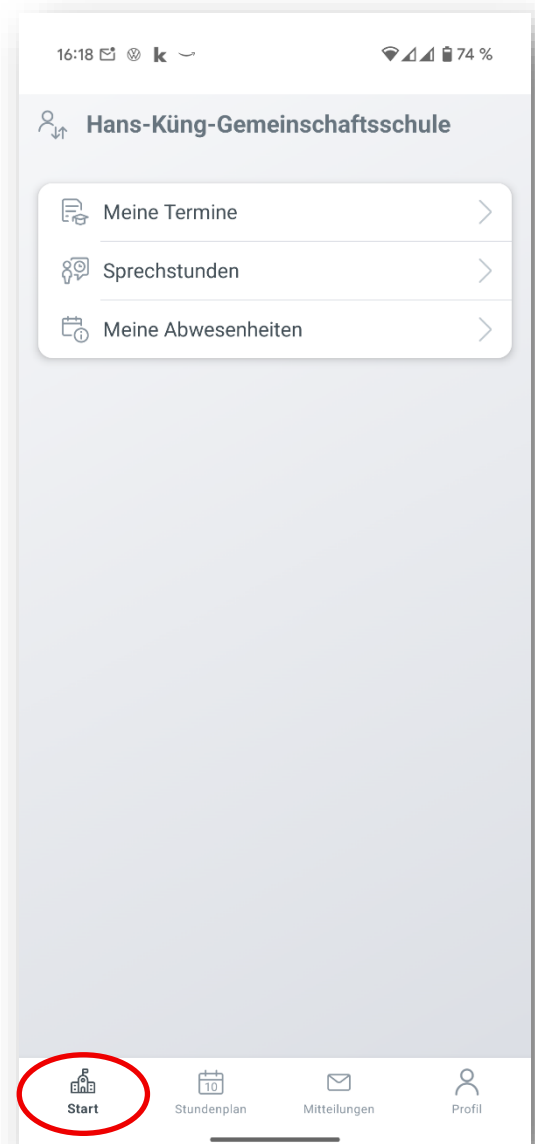 16:18 k 74 %
Hans-Küng-Gemeinschaftsschule
Meine Termine
Sprechstunden
Meine Abwesenheiten
10
Start Stundenplan Mitteilungen Profil